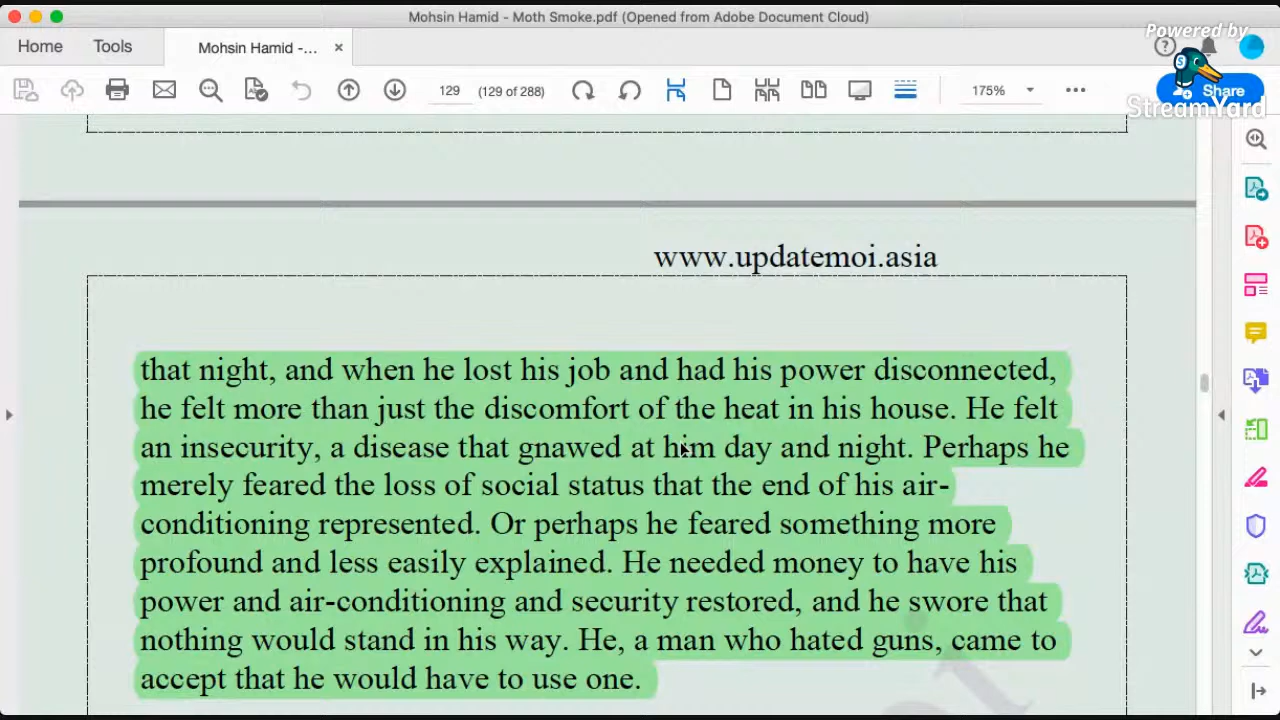 Mohsin Hamid - Moth Smoke.pdf (Opened from Adobe Document Cloud)
Powered by
Home Tools Mohsin Hamid -... ×
129 (129 of 288) 175% Share
StreamYard
www.updatemoi.asia
that night, and when he lost his job and had his power disconnected,
he felt more than just the discomfort of the heat in his house. He felt
an insecurity, a disease that gnawed at him day and night. Perhaps he
merely feared the loss of social status that the end of his air-
conditioning represented. Or perhaps he feared something more
profound and less easily explained. He needed money to have his
power and air-conditioning and security restored, and he swore that
nothing would stand in his way. He, a man who hated guns, came to
accept that he would have to use one.